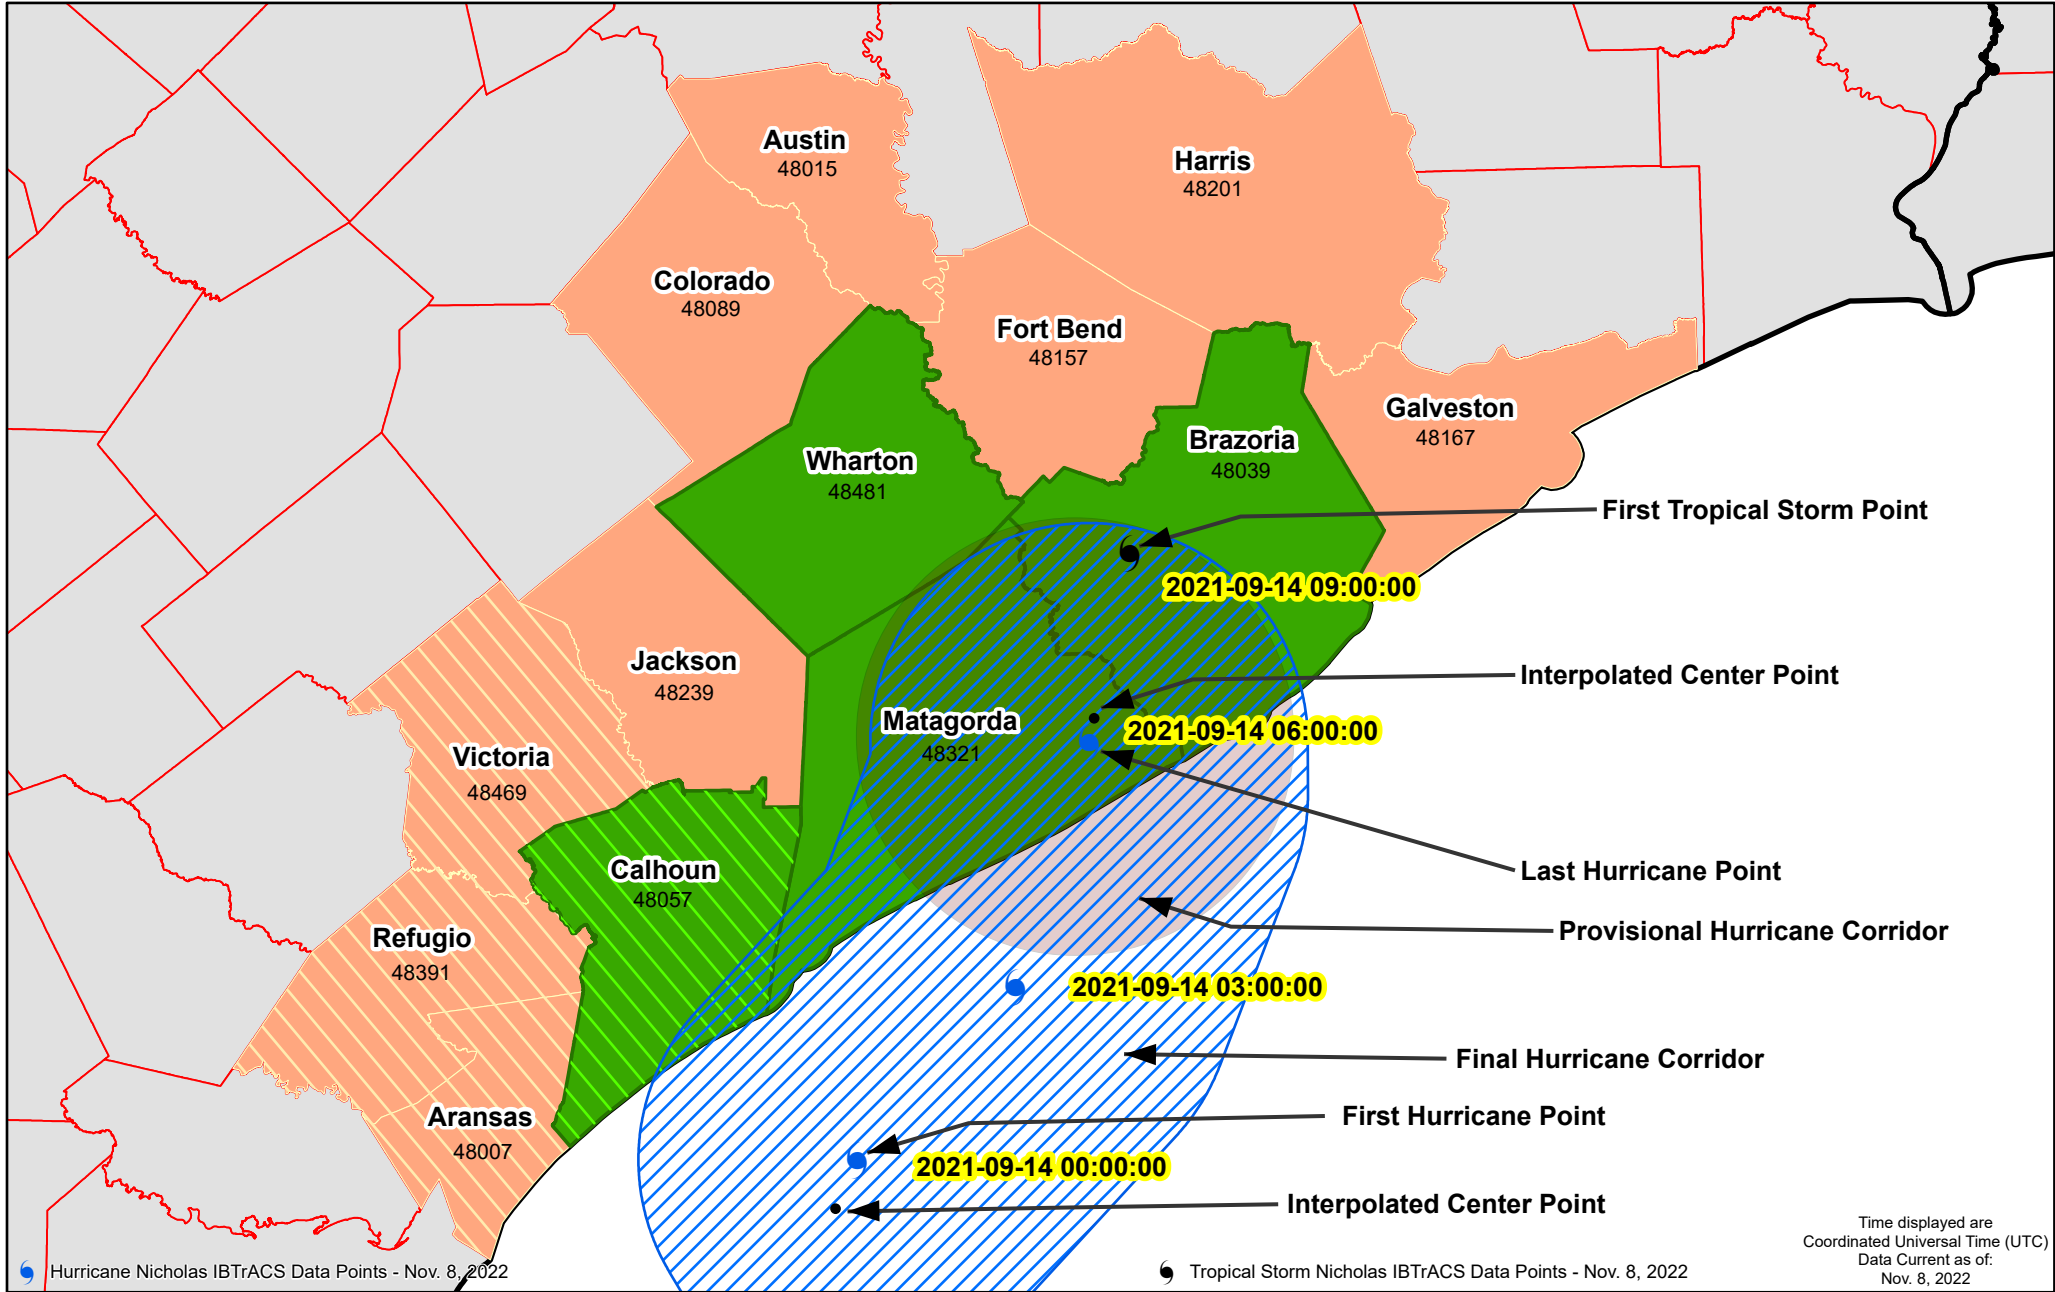 Austin
48015
Harris
48201
Colorado
48089
Fort Bend
48157
Galveston
48167
Brazoria
48039
Wharton
48481
First Tropical Storm Point
2021-09-14 09:00:00
Jackson
48239
Interpolated Center Point
Matagorda
48321
2021-09-14 06:00:00
Victoria
48469
Last Hurricane Point
Calhoun
48057
Provisional Hurricane Corridor
Refugio
48391
2021-09-14 03:00:00
Final Hurricane Corridor
Aransas
48007
First Hurricane Point
2021-09-14 00:00:00
Interpolated Center Point
Time displayed are
Coordinated Universal Time (UTC)
Data Current as of:
Nov. 8, 2022
Hurricane Nicholas IBTrACS Data Points - Nov. 8, 2022
Tropical Storm Nicholas IBTrACS Data Points - Nov. 8, 2022